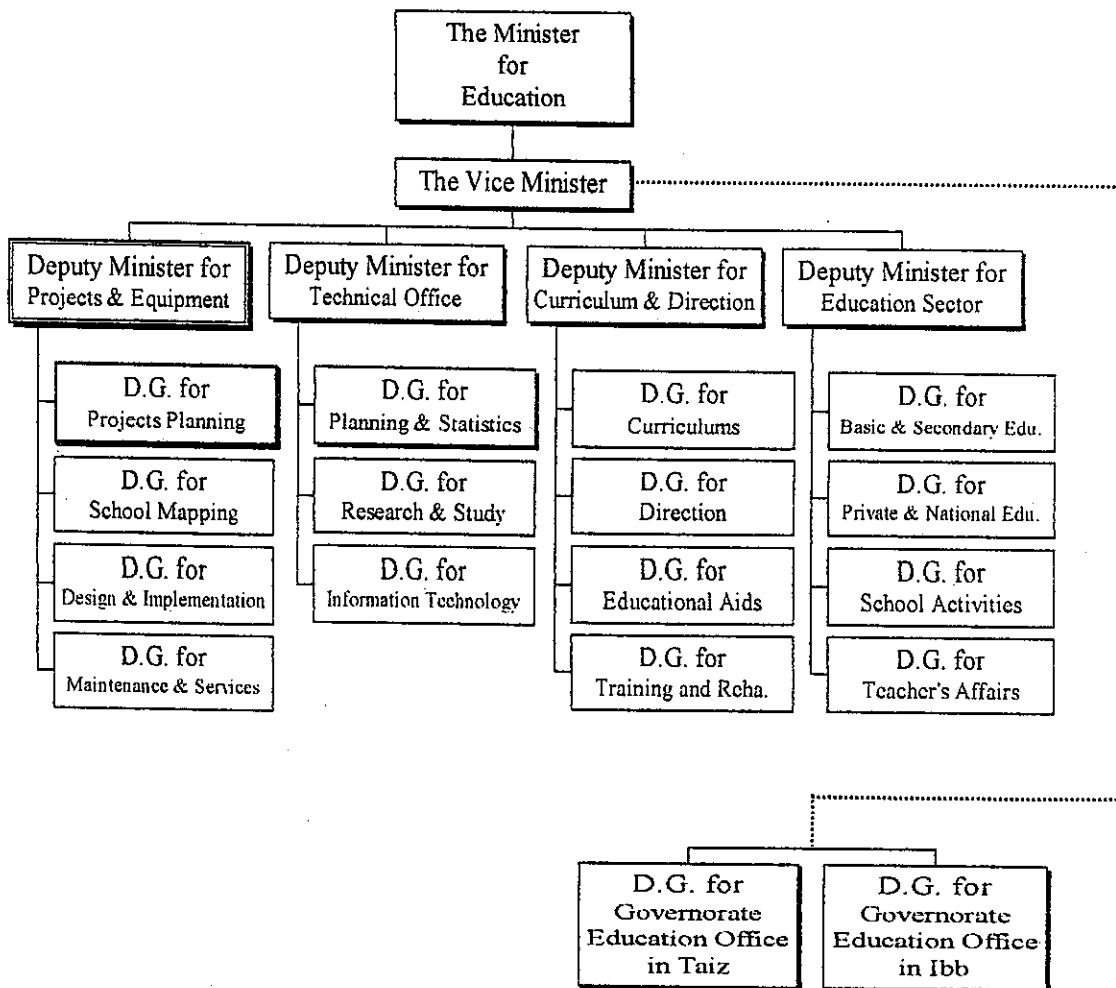 The Minister
for
Education
The Vice Minister
Deputy Minister for
Projects & Equipment
Deputy Minister for
Technical Office
Deputy Minister for
Curriculum & Direction
Deputy Minister for
Education Sector
D.G. for
Projects Planning
D.G. for
School Mapping
D.G. for
Design & Implementation
D.G. for
Maintenance & Services
D.G. for
Planning & Statistics
D.G. for
Research & Study
D.G. for
Information Technology
D.G. for
Curriculums
D.G. for
Direction
D.G. for
Educational Aids
D.G. for
Training and Reha.
D.G. for
Basic & Secondary Edu.
D.G. for
Private & National Edu.
D.G. for
School Activities
D.G. for
Teacher's Affairs
D.G. for
Governorate
Education Office
in Taiz
D.G. for
Governorate
Education Office
in Ibb